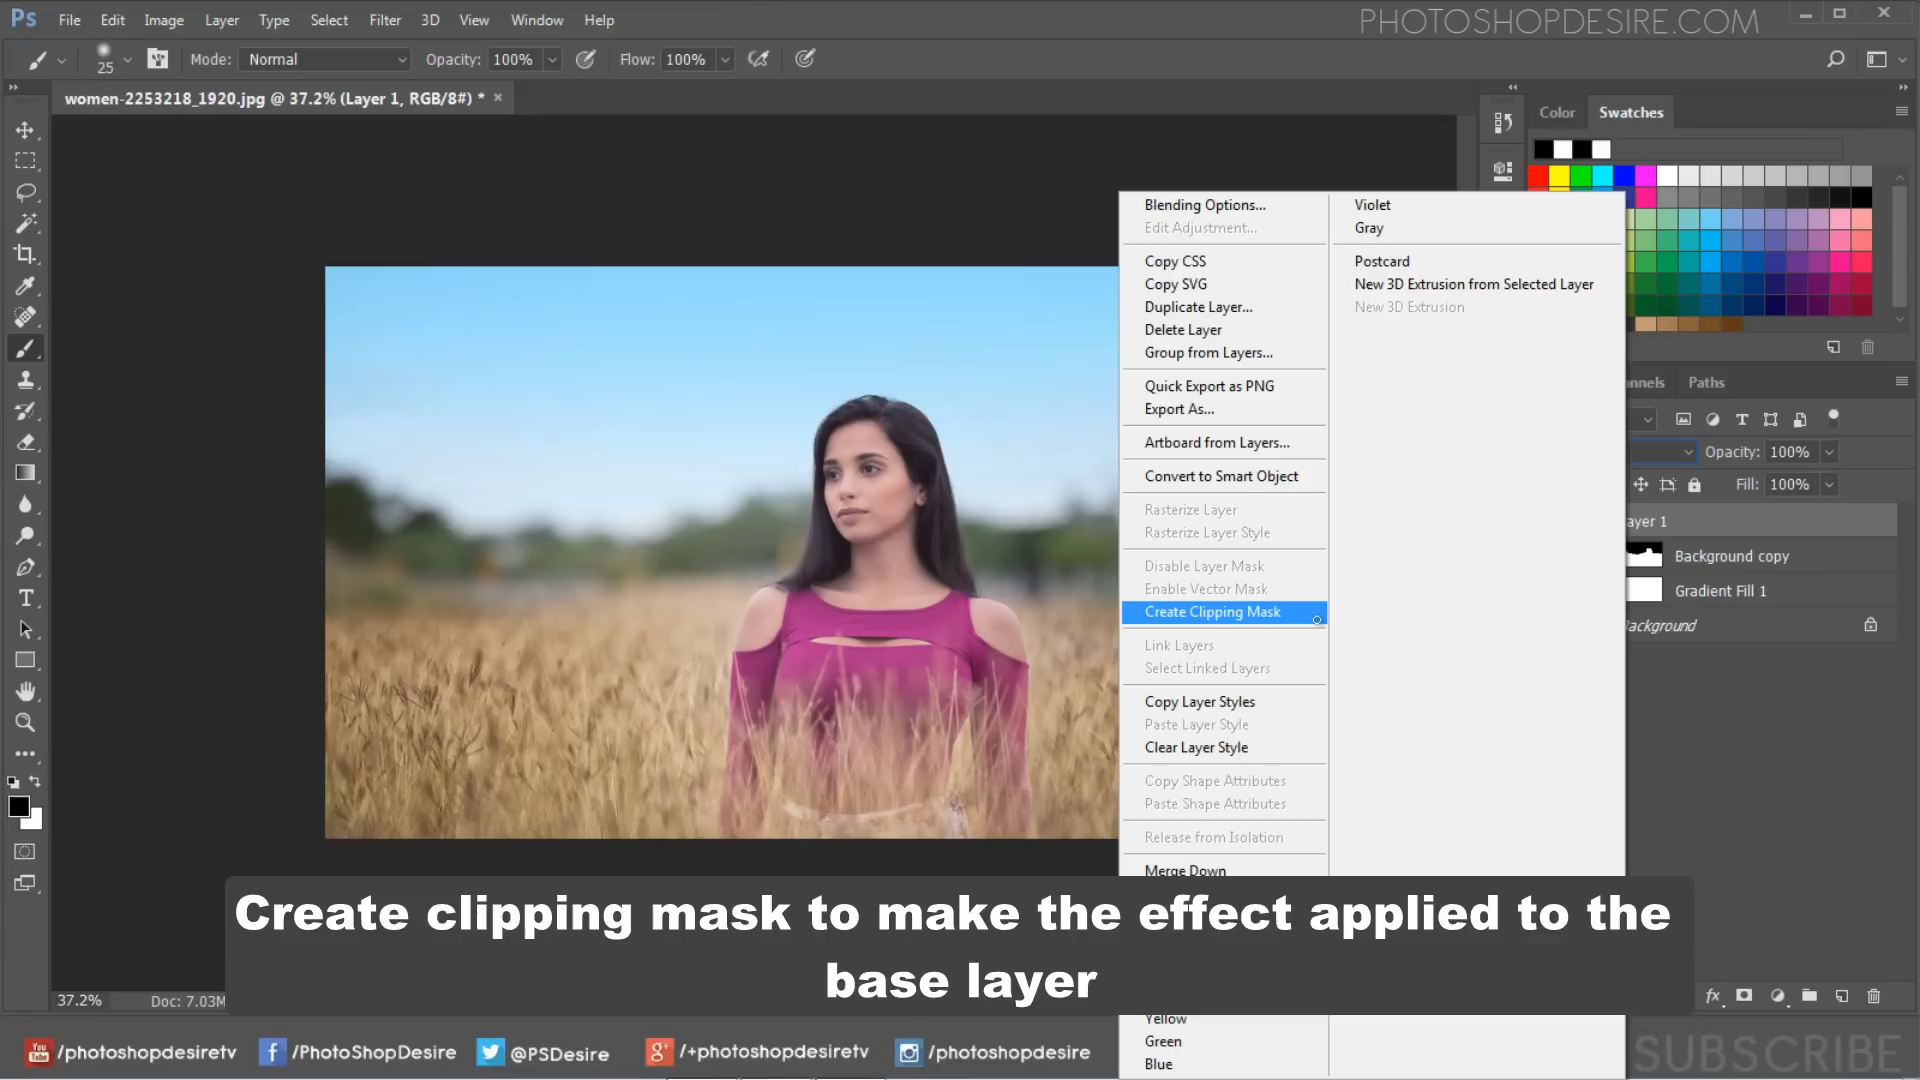 Ps File Edit Image Layer Type Select Filter 3D View Window Help
PHOTOSHOPDESIRE.COM
25 Mode: Normal Opacity: 100% Flow: 100%
women-2253218_1920.jpg @ 37.2% (Layer 1, RGB/8#) * ×
Color Swatches
Blending Options...
Edit Adjustment...
Copy CSS
Copy SVG
Duplicate Layer...
Delete Layer
Group from Layers...
Quick Export as PNG
Export As...
Artboard from Layers...
Convert to Smart Object
Rasterize Layer
Rasterize Layer Style
Disable Layer Mask
Enable Vector Mask
Create Clipping Mask
Link Layers
Select Linked Layers
Copy Layer Styles
Paste Layer Style
Clear Layer Style
Copy Shape Attributes
Paste Shape Attributes
Release from Isolation
Merge Down
Violet
Gray
Postcard
New 3D Extrusion from Selected Layer
New 3D Extrusion
nnels Paths
Opacity: 100%
Fill: 100%
ayer 1
Background copy
Gradient Fill 1
Background
Create clipping mask to make the effect applied to the
base layer
37.2% Doc: 7.03M
fx
Yellow
Green
Blue
You Tube /photoshopdesiretv f /PhotoShopDesire @PSDesire g+ /+photoshopdesiretv /photoshopdesire
SUBSCRIBE